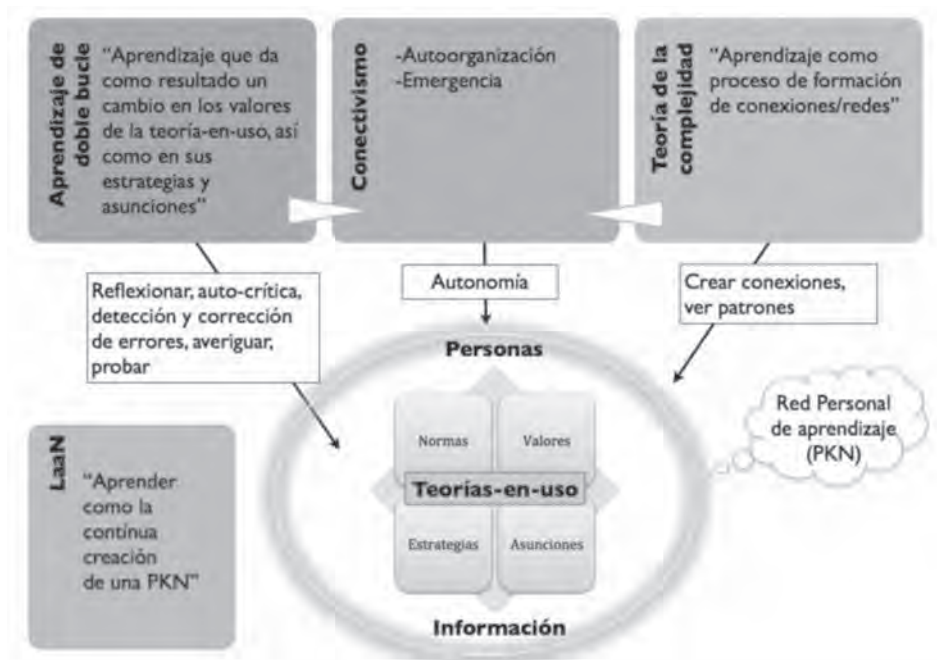 Aprendizaje de
doble bucle
“Aprendizaje que da
como resultado un
cambio en los valores
de la teoría-en-uso, así
como en sus
estrategias y
asunciones”
Conectivismo
-Autoorganización
-Emergencia
Teoría de la
complejidad
“Aprendizaje como
proceso de formación
de conexiones/redes”
Reflexionar, auto-crítica,
detección y corrección
de errores, averiguar,
probar
Autonomía
Crear conexiones,
ver patrones
Personas
Normas
Valores
Teorías-en-uso
Estrategias
Asunciones
Información
Red Personal
de aprendizaje
(PKN)
LaaN
“Aprender
como la
contínua
creación
de una PKN”